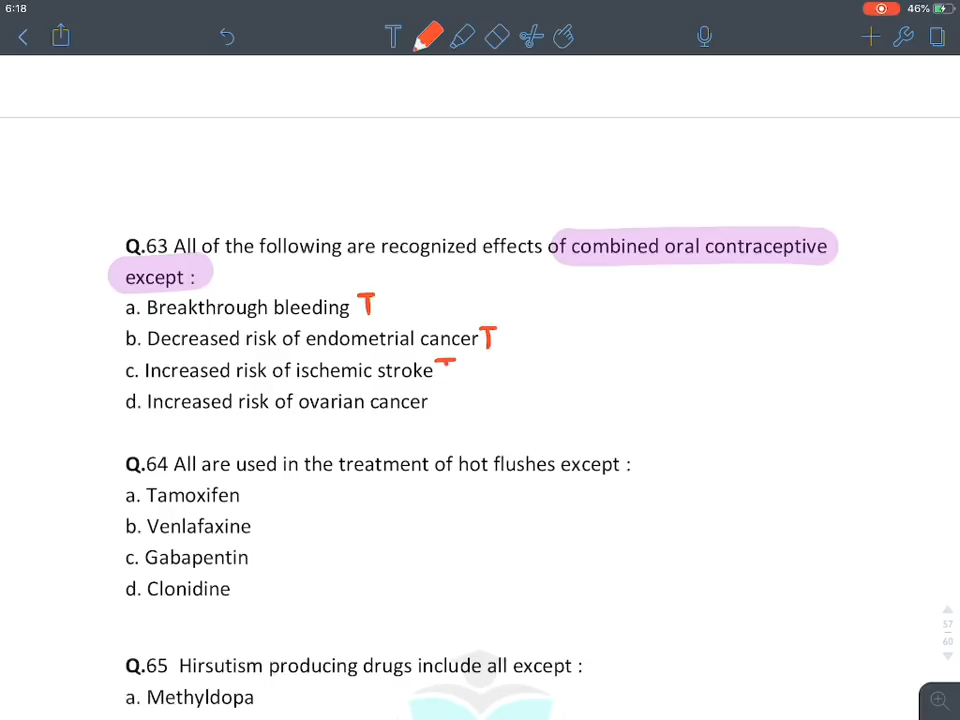 6:18
46%
T
Q.63 All of the following are recognized effects of combined oral contraceptive
except :
a. Breakthrough bleeding T
b. Decreased risk of endometrial cancer T
c. Increased risk of ischemic stroke T
d. Increased risk of ovarian cancer
Q.64 All are used in the treatment of hot flushes except :
a. Tamoxifen
b. Venlafaxine
c. Gabapentin
d. Clonidine
57
60
Q.65 Hirsutism producing drugs include all except :
a. Methyldopa